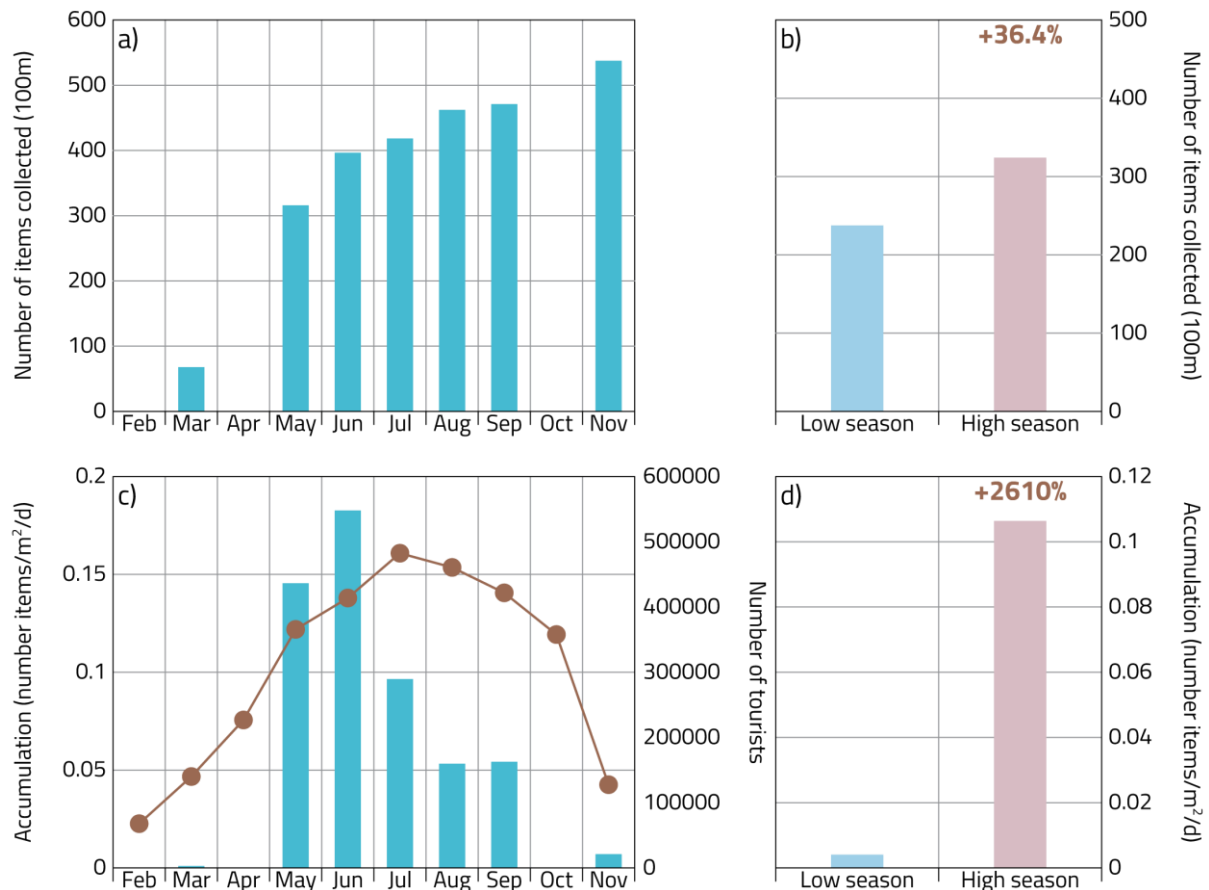 a)
Number of items collected (100m)
600
500
400
300
200
100
0
Feb Mar Apr May Jun Jul Aug Sep Oct Nov
b)
+36.4%
500
400
300
200
100
0
Number of items collected (100m)
Low season High season
c)
Accumulation (number items/m²/d)
0.2
0.15
0.1
0.05
0
600000
500000
400000
300000
200000
100000
0
Number of tourists
Feb Mar Apr May Jun Jul Aug Sep Oct Nov
d)
+2610%
0.12
0.1
0.08
0.06
0.04
0.02
0
Accumulation (number items/m²/d)
Low season High season